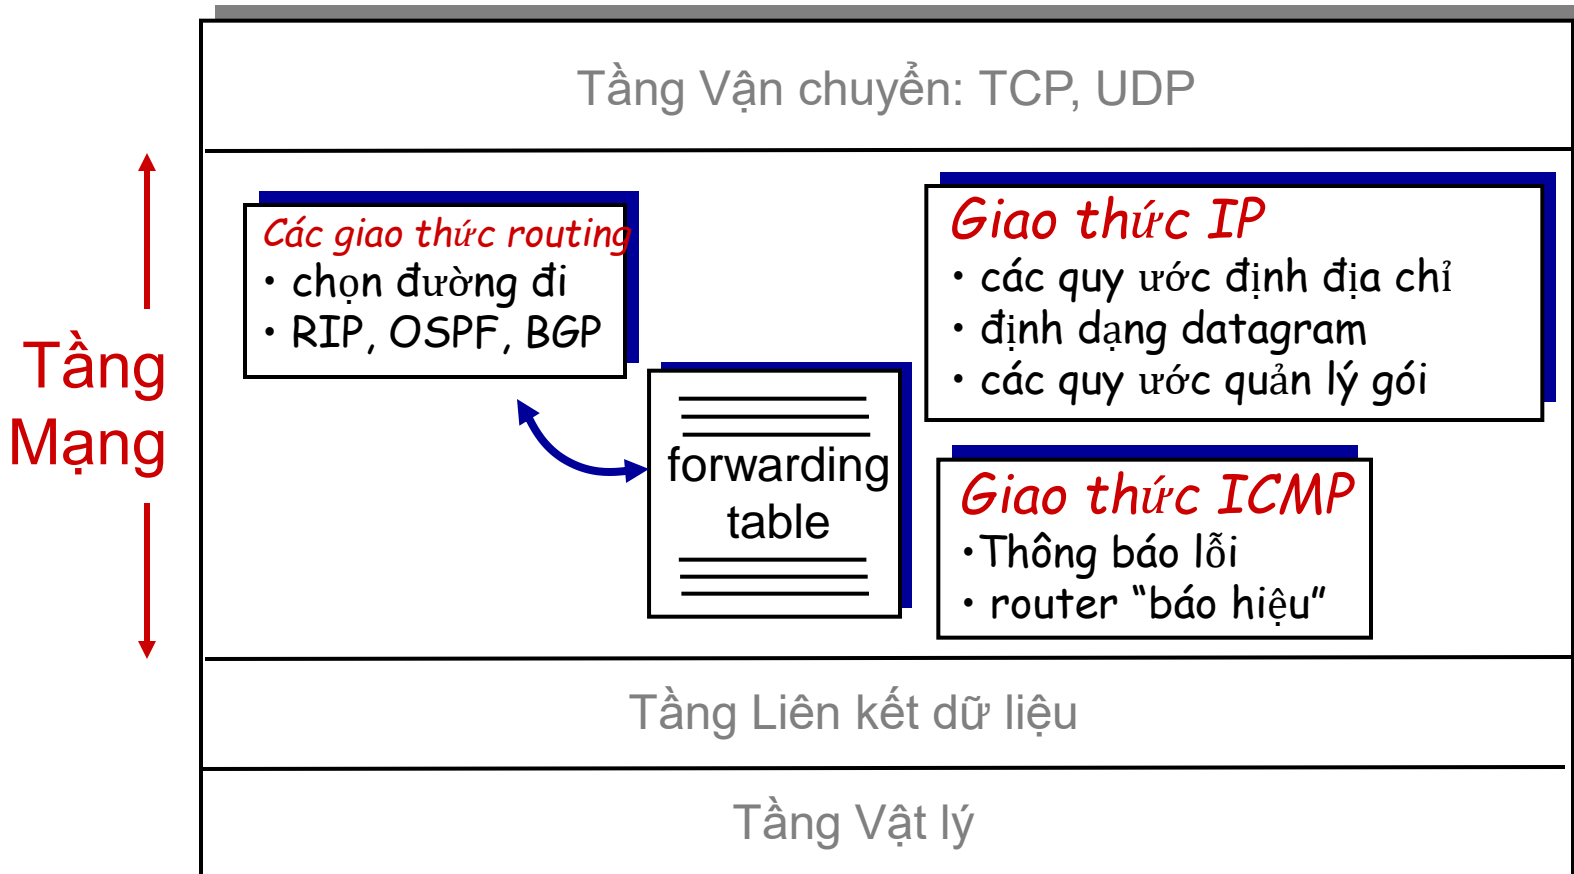 Tầng Vận chuyển: TCP, UDP
Tầng
Mạng
Các giao thức routing
• chọn đường đi
• RIP, OSPF, BGP
forwarding
table
Giao thức IP
• các quy ước định địa chỉ
• định dạng datagram
• các quy ước quản lý gói
Giao thức ICMP
•Thông báo lỗi
• router “báo hiệu”
Tầng Liên kết dữ liệu
Tầng Vật lý